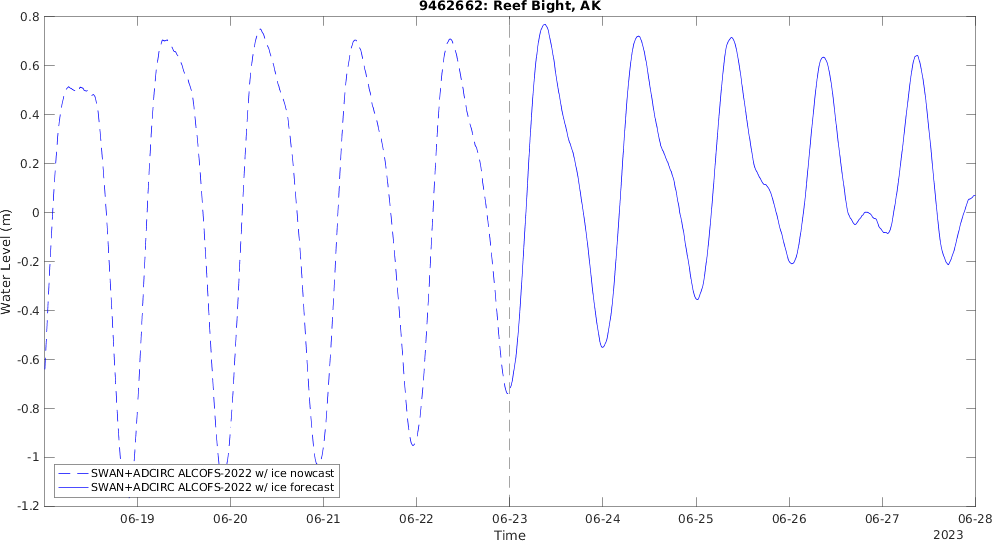 9462662: Reef Bight, AK
0.8
0.6
0.4
0.2
0
-0.2
-0.4
-0.6
-0.8
-1
-1.2
Water Level (m)
SWAN+ADCIRC ALCOFS-2022 w/ ice nowcast
SWAN+ADCIRC ALCOFS-2022 w/ ice forecast
06-19 06-20 06-21 06-22 06-23 06-24 06-25 06-26 06-27 06-28
Time
2023